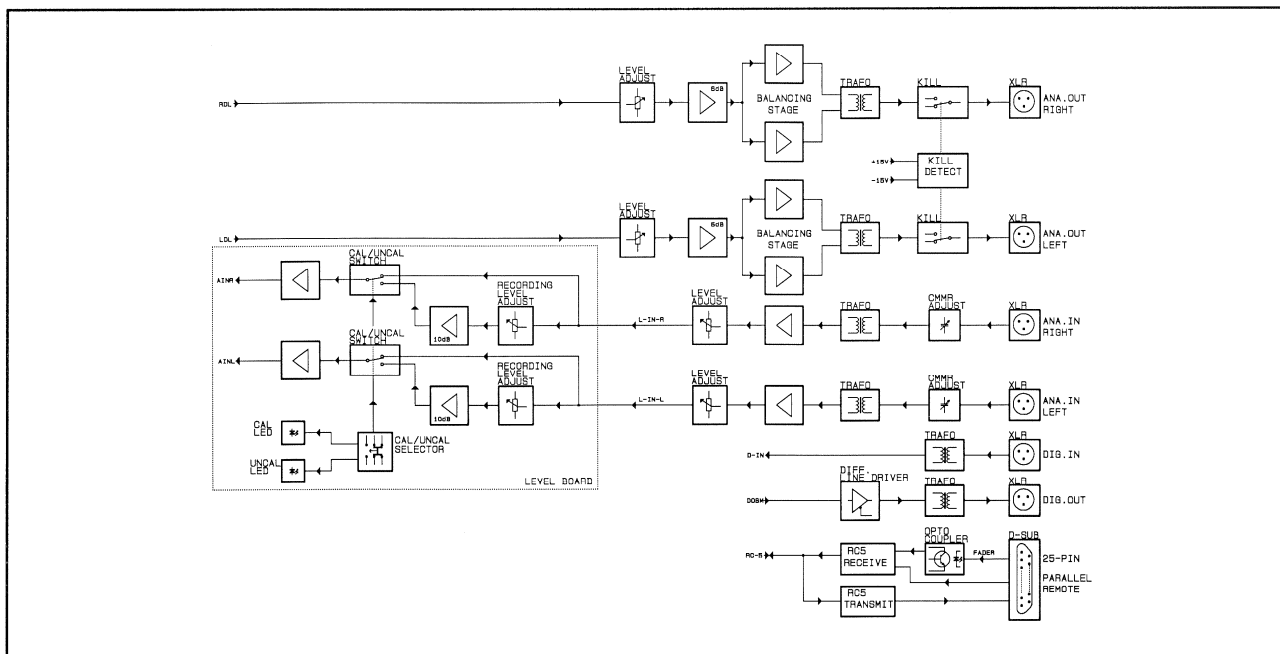 RDL
LEVEL
ADJUST
6dB
BALANCING
STAGE
TRAFO
KILL
XLR
ANA.OUT
RIGHT
+15V
-15V
KILL
DETECT
LDL
LEVEL
ADJUST
6dB
BALANCING
STAGE
TRAFO
KILL
XLR
ANA.OUT
LEFT
AINR
CAL/UNCAL
SWITCH
10dB
RECORDING
LEVEL
ADJUST
L-IN-R
LEVEL
ADJUST
TRAFO
CMMR
ADJUST
XLR
ANA.IN
RIGHT
AINL
CAL/UNCAL
SWITCH
10dB
RECORDING
LEVEL
ADJUST
L-IN-L
LEVEL
ADJUST
TRAFO
CMMR
ADJUST
XLR
ANA.IN
LEFT
CAL
LED
UNCAL
LED
CAL/UNCAL
SELECTOR
LEVEL BOARD
D-IN
TRAFO
XLR
DIG.IN
DOBM
DIFF.
LINE DRIVER
TRAFO
XLR
DIG.OUT
RC-5
RC5
RECEIVE
OPTO
COUPLER
FADER
D-SUB
25-PIN
PARALLEL
REMOTE
RC5
TRANSMIT